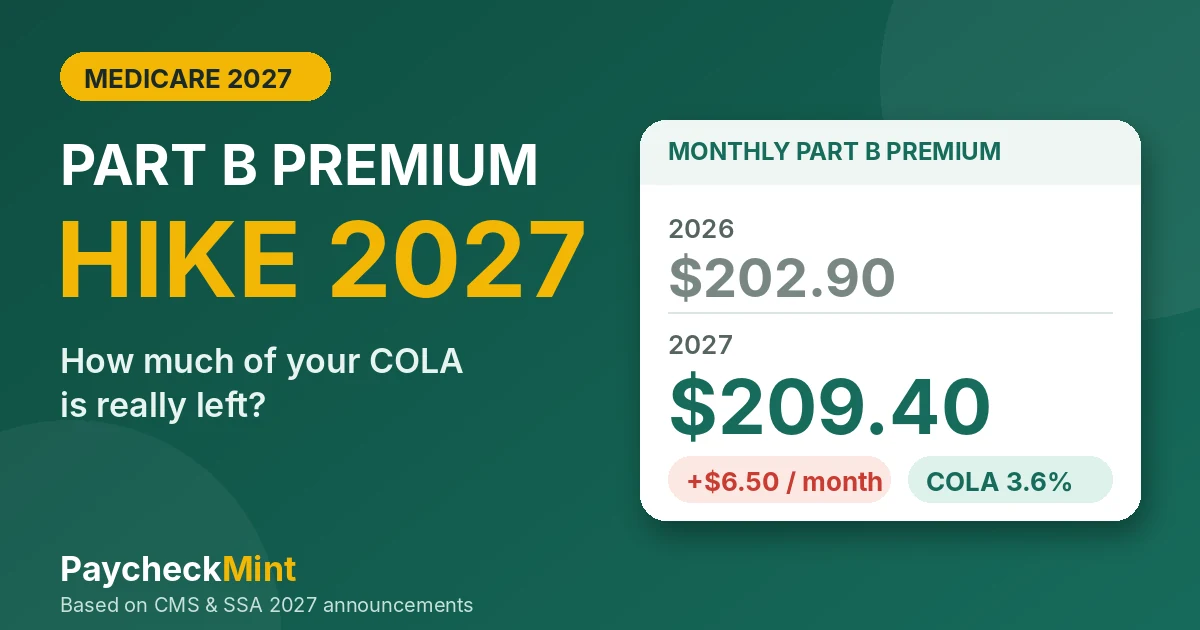 MEDICARE 2027
PART B PREMIUM
HIKE 2027
How much of your COLA
is really left?
PaycheckMint
Based on CMS & SSA 2027 announcements
MONTHLY PART B PREMIUM
2026
$202.90
2027
$209.40
+$6.50 / month
COLA 3.6%